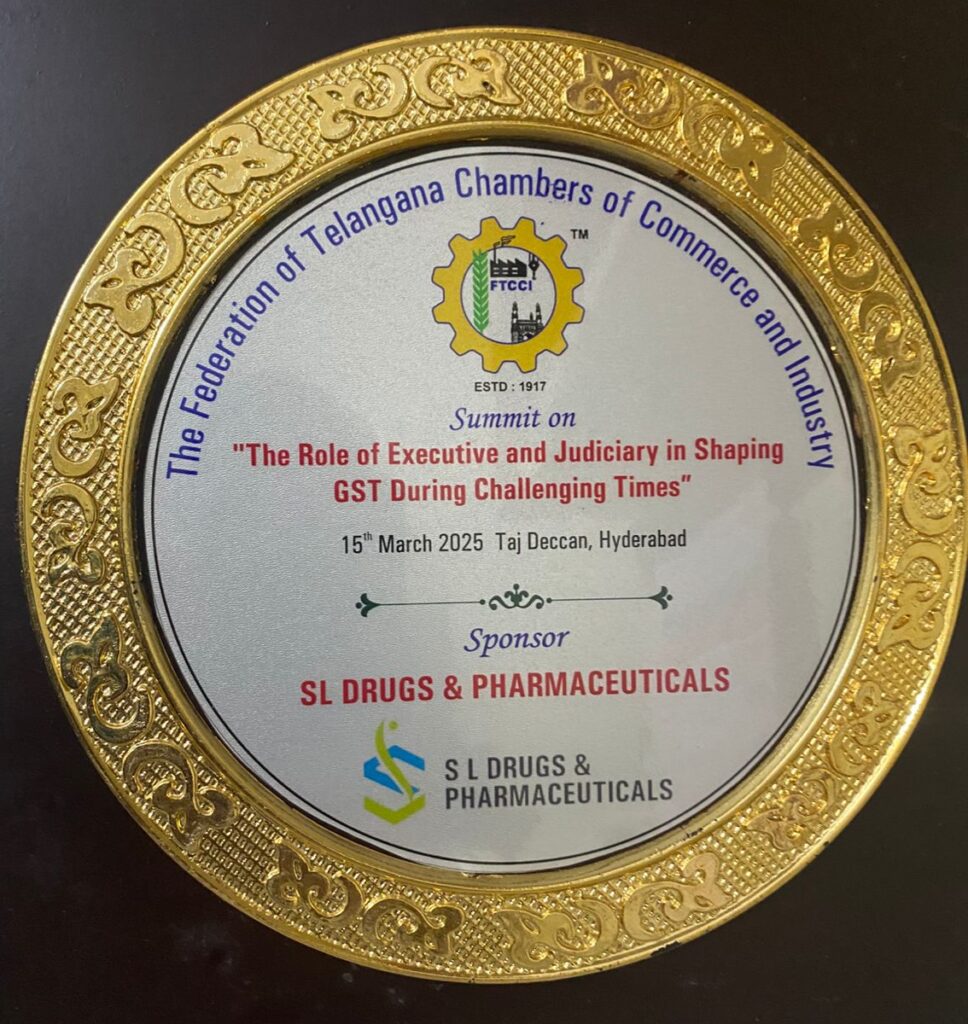 The Federation of Telangana Chambers of Commerce and Industry
TM
FTCCI
ESTD : 1917
Summit on
"The Role of Executive and Judiciary in Shaping
GST During Challenging Times"
15th March 2025 Taj Deccan, Hyderabad
Sponsor
SL DRUGS & PHARMACEUTICALS
S L DRUGS &
PHARMACEUTICALS